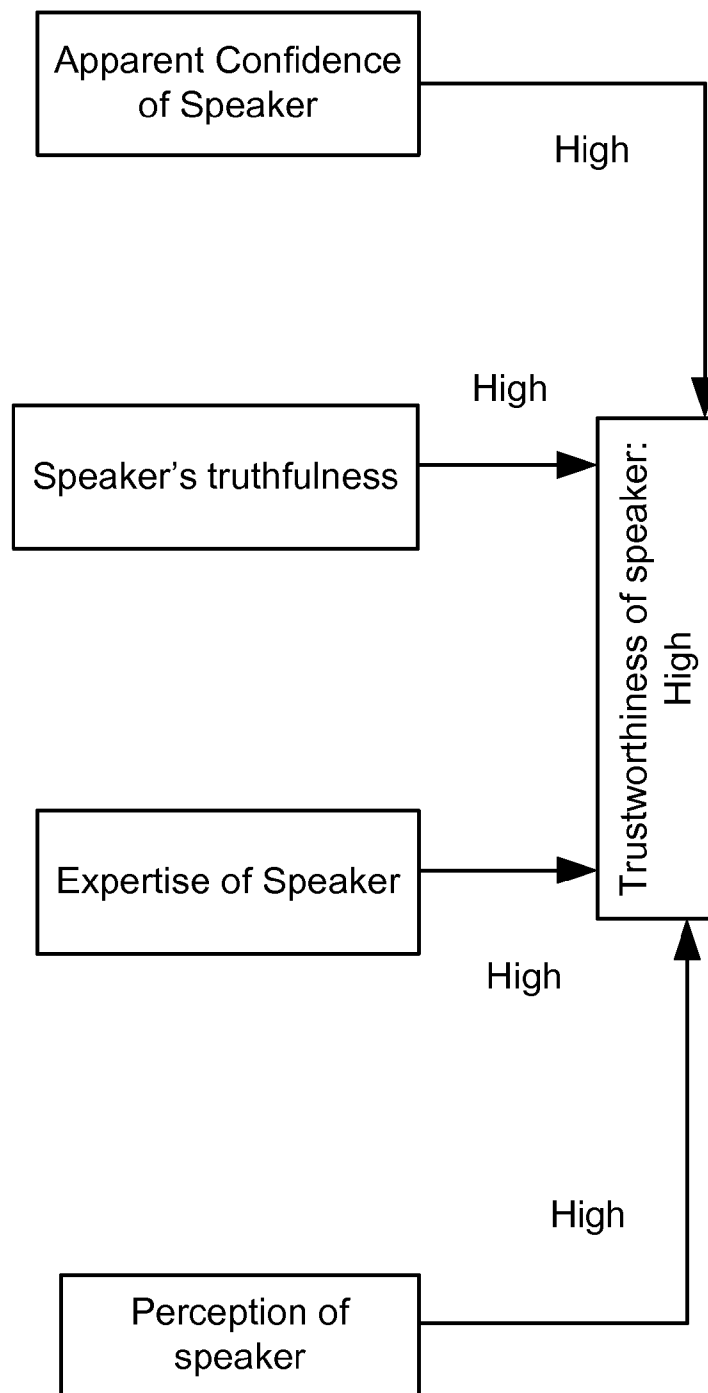 Apparent Confidence
of Speaker
High
High
Speaker’s truthfulness
Trustworthiness of speaker:
High
Expertise of Speaker
High
High
Perception of
speaker